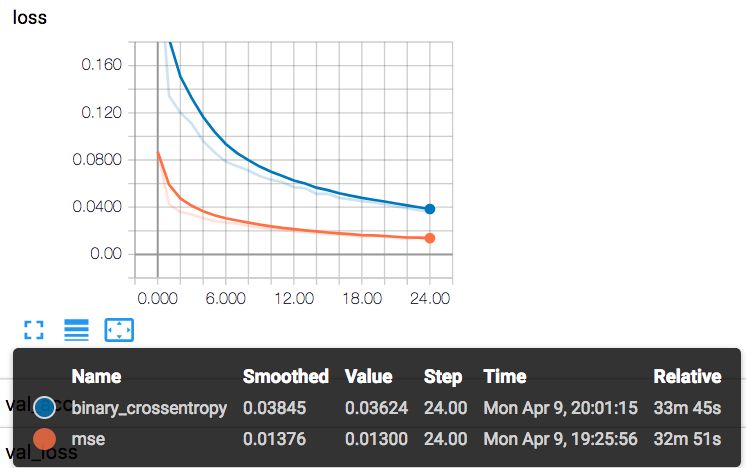 loss
0.160
0.120
0.0800
0.0400
0.00
0.000 6.000 12.00 18.00 24.00
Name Smoothed Value Step Time Relative
val_acc
binary_crossentropy 0.03845 0.03624 24.00 Mon Apr 9, 20:01:15 33m 45s
mse 0.01376 0.01300 24.00 Mon Apr 9, 19:25:56 32m 51s
val_loss